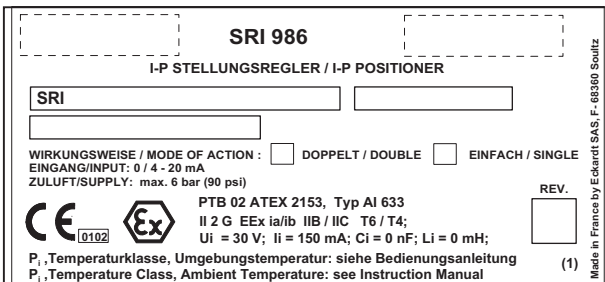 SRI 986
I-P STELLUNGSREGLER / I-P POSITIONER
SRI
WIRKUNGSWEISE / MODE OF ACTION : DOPPELT / DOUBLE EINFACH / SINGLE
EINGANG/INPUT: 0 / 4 - 20 mA
ZULUFT/SUPPLY: max. 6 bar (90 psi)
REV.
CE 0102 Ex
PTB 02 ATEX 2153, Typ AI 633
II 2 G EEx ia/ib IIB / IIC T6 / T4;
Ui = 30 V; Ii = 150 mA; Ci = 0 nF; Li = 0 mH;
Pi ,Temperaturklasse, Umgebungstemperatur: siehe Bedienungsanleitung
Pi ,Temperature Class, Ambient Temperature: see Instruction Manual
(1)
Made in France by Eckardt SAS, F- 68360 Soultz